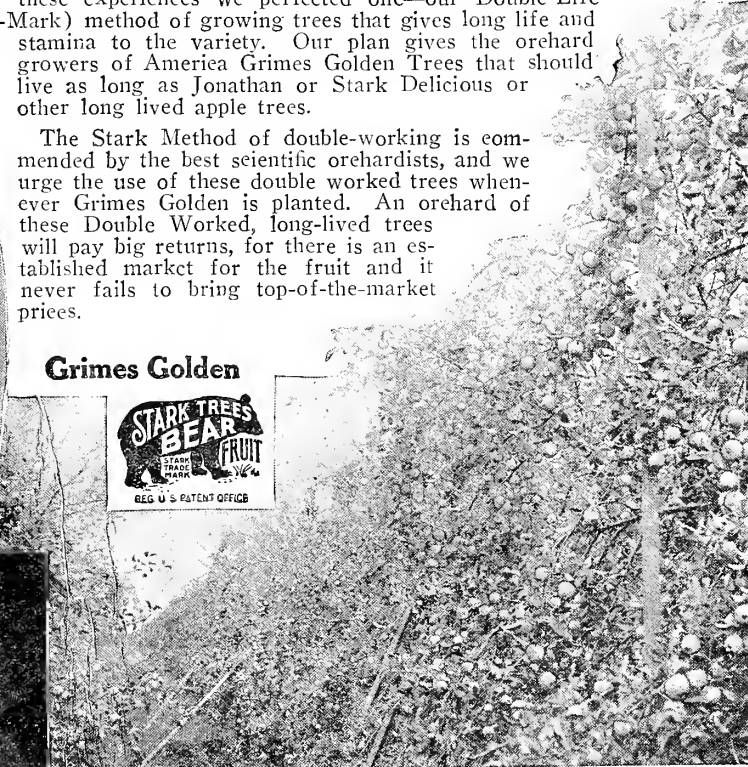 these experiences we perfected one—our Double-Life
-Mark) method of growing trees that gives long life and
stamina to the variety. Our plan gives the orehard
growers of America Grimes Golden Trees that should
live as long as Jonathan or Stark Delicious or
other long lived apple trees.
The Stark Method of double-working is eom-
mended by the best seientific orehardists, and we
urge the use of these double worked trees when-
ever Grimes Golden is planted. An orehard of
these Double Worked, long-lived trees
will pay big returns, for there is an es-
tablished market for the fruit and it
never fails to bring top-of-the-market
priees.
Grimes Golden
STARK TREES
BEAR
FRUIT
STARK
TRADE
MARK
REG U S PATENT OFFICE